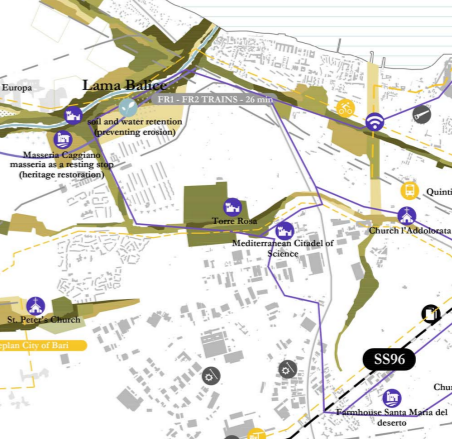 Europa
Lama Balice
FR1 - FR2 TRAINS - 26 min
soil and water retention
(preventing erosion)
Masseria Caggiano
masseria as a resting stop
(heritage restoration)
Torre Rosa
Mediterranean Citadel of
Science
Quinti
Church l'Addolorata
St. Peter's Church
eplan City of Bari
SS96
Chu
Farmhouse Santa Maria del
deserto